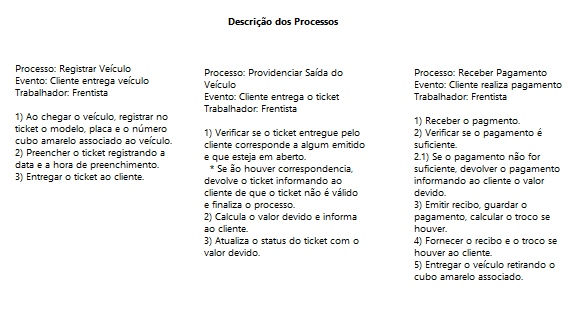 Descrição dos Processos
Processo: Registrar Veículo
Evento: Cliente entrega veículo
Trabalhador: Frentista
1) Ao chegar o veículo, registrar no
ticket o modelo, placa e o número
cubo amarelo associado ao veículo.
2) Preencher o ticket registrando a
data e a hora de preenchimento.
3) Entregar o ticket ao cliente.
Processo: Providenciar Saída do
Veículo
Evento: Cliente entrega o ticket
Trabalhador: Frentista
1) Verificar se o ticket entregue pelo
cliente corresponde a algum emitido
e que esteja em aberto.
* Se ão houver correspondencia,
devolve o ticket informando ao
cliente de que o ticket não é válido
e finaliza o processo.
2) Calcula o valor devido e informa
ao cliente.
3) Atualiza o status do ticket com o
valor devido.
Processo: Receber Pagamento
Evento: Cliente realiza pagamento
Trabalhador: Frentista
1) Receber o pagmento.
2) Verificar se o pagamento é
suficiente.
2.1) Se o pagamento não for
suficiente, devolver o pagamento
informando ao cliente o valor
devido.
3) Emitir recibo, guardar o
pagamento, calcular o troco se
houver.
4) Fornecer o recibo e o troco se
houver ao cliente.
5) Entregar o veículo retirando o
cubo amarelo associado.